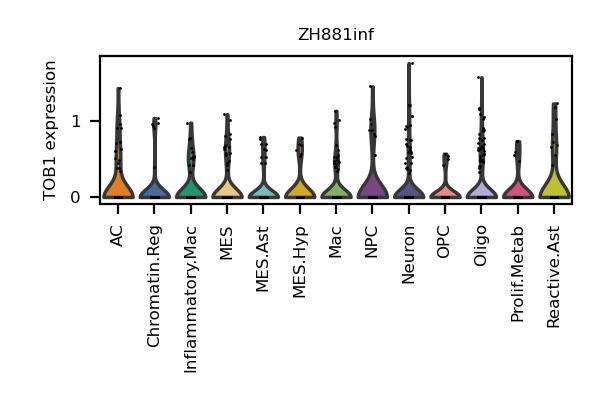 ZH881inf
TOB1 expression
1
0
AC
Chromatin.Reg
Inflammatory.Mac
MES
MES.Ast
MES.Hyp
Mac
NPC
Neuron
OPC
Oligo
Prolif.Metab
Reactive.Ast